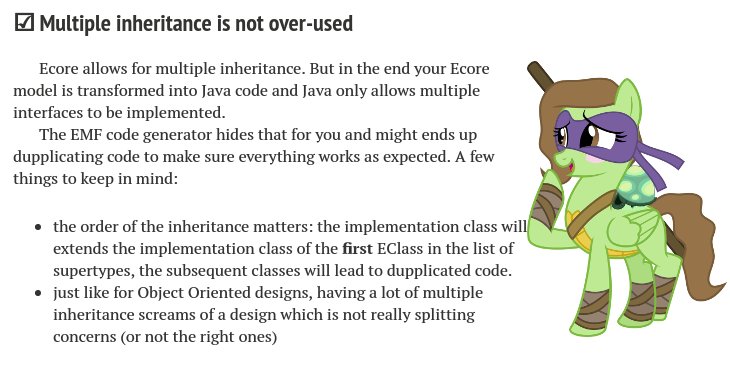 ☑ Multiple inheritance is not over-used
Ecore allows for multiple inheritance. But in the end your Ecore
model is transformed into Java code and Java only allows multiple
interfaces to be implemented.
The EMF code generator hides that for you and might ends up
dupplicating code to make sure everything works as expected. A few
things to keep in mind:
• the order of the inheritance matters: the implementation class will
extends the implementation class of the first EClass in the list of
supertypes, the subsequent classes will lead to dupplicated code.
• just like for Object Oriented designs, having a lot of multiple
inheritance screams of a design which is not really splitting
concerns (or not the right ones)